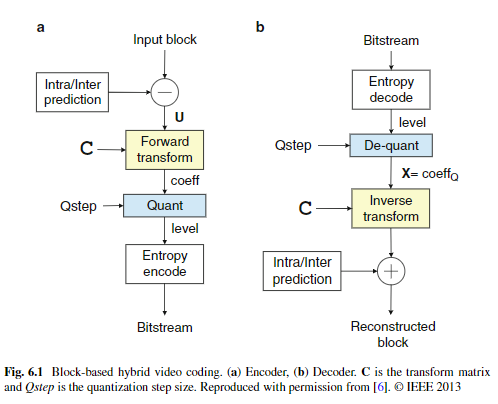 a
Input block
Intra/Inter
prediction
−
U
C
Forward
transform
coeff
Qstep
Quant
level
Entropy
encode
Bitstream
b
Bitstream
Entropy
decode
level
Qstep
De-quant
X= coeffQ
C
Inverse
transform
Intra/Inter
prediction
+
Reconstructed
block
Fig. 6.1 Block-based hybrid video coding. (a) Encoder, (b) Decoder. C is the transform matrix
and Qstep is the quantization step size. Reproduced with permission from [6]. © IEEE 2013